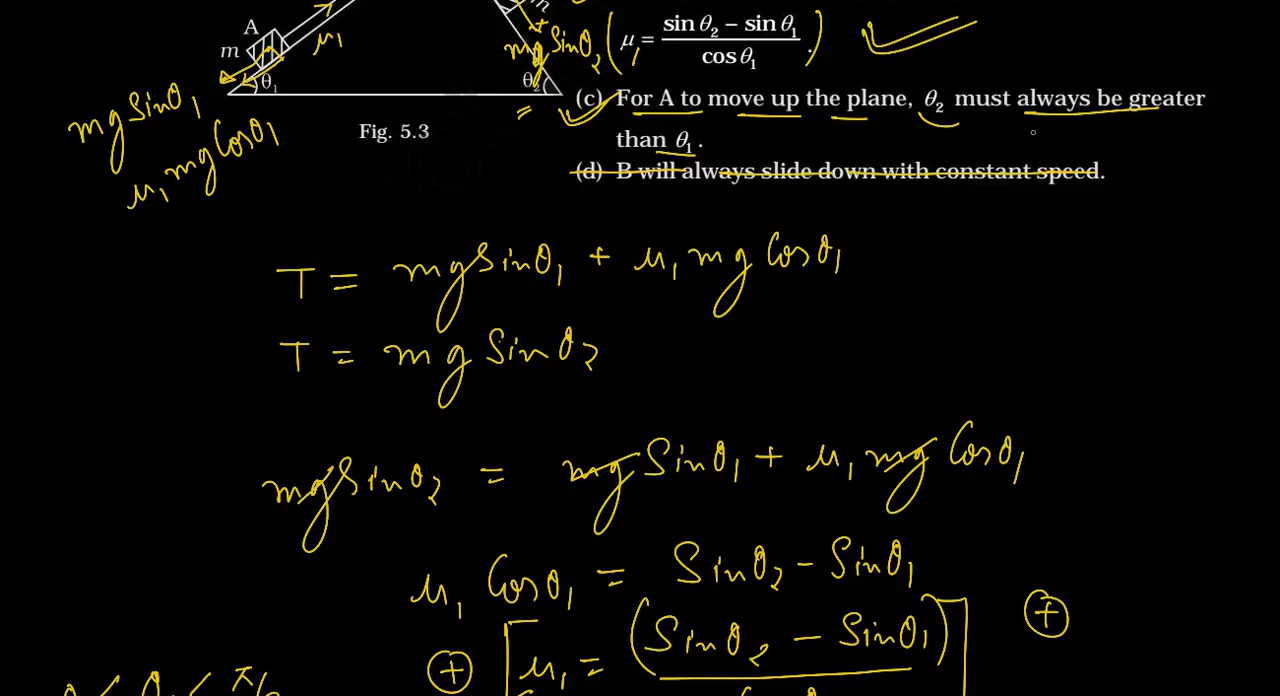 A
m
μ₁
θ₁
mg Sinθ₁
μ₁ mg Cosθ₁
Fig. 5.3
m
mg Sinθ₂
θ₂
=
(μ₁ = (sin θ₂ − sin θ₁) / cos θ₁ .)
(c) For A to move up the plane, θ₂ must always be greater
than θ₁ .
(d) B will always slide down with constant speed.
T = mg Sinθ₁ + μ₁ mg Cosθ₁
T = mg Sinθ₂
mg Sinθ₂ = mg Sinθ₁ + μ₁ mg Cosθ₁
μ₁ Cosθ₁ = Sinθ₂ − Sinθ₁
+ [ μ₁ = (Sinθ₂ − Sinθ₁) ] +